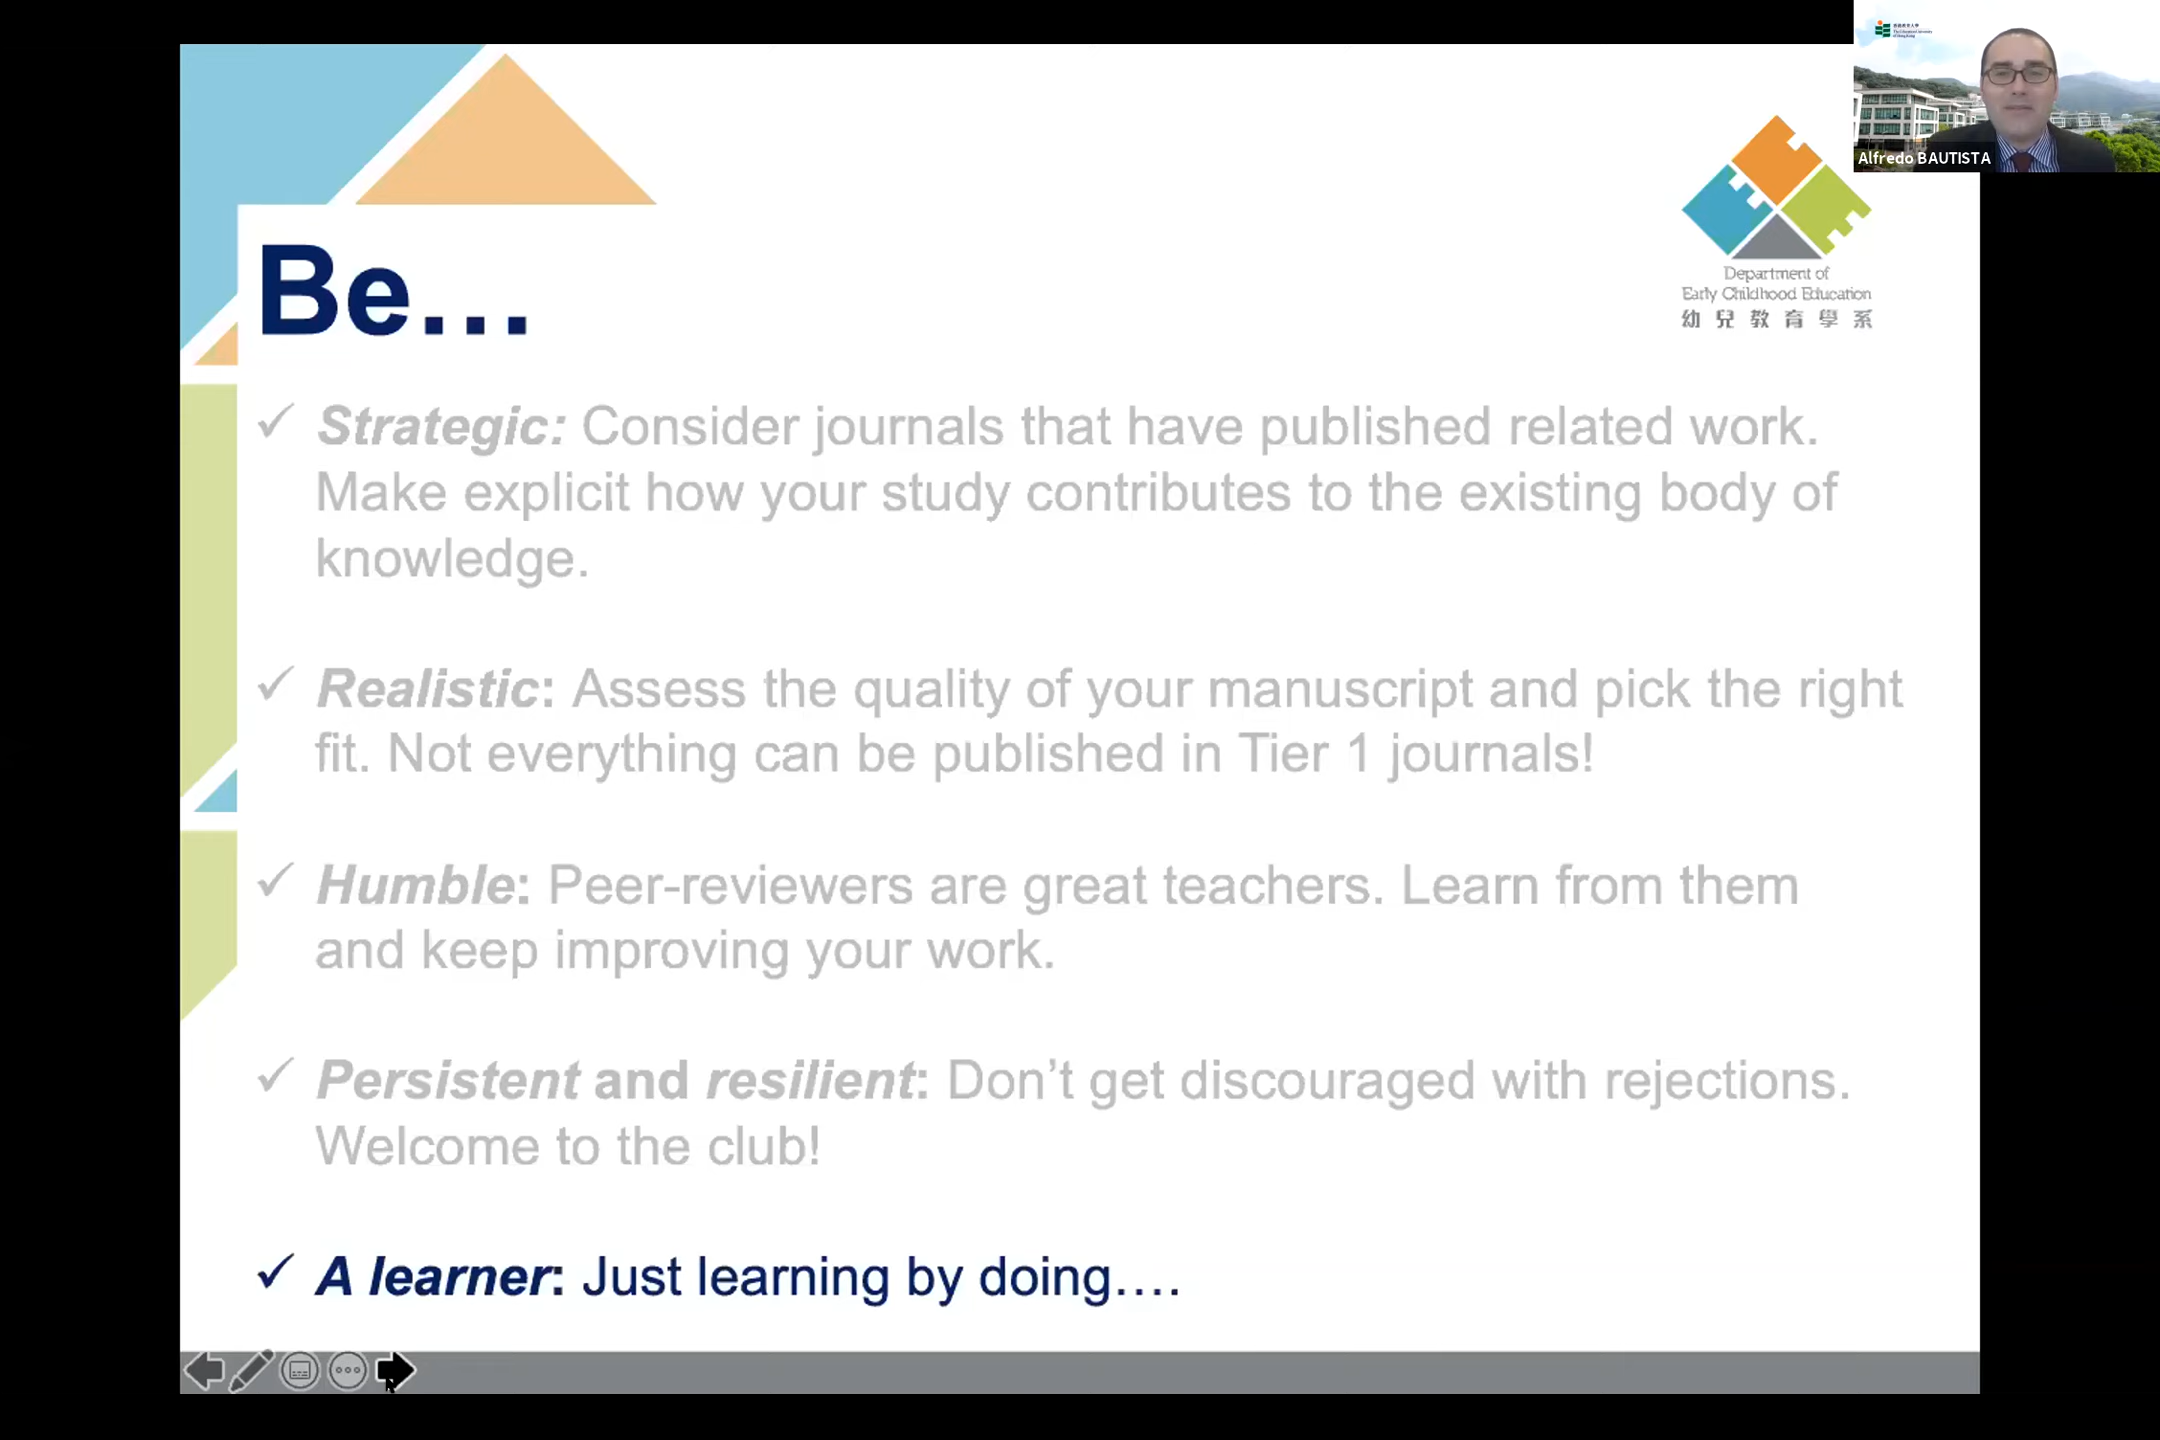 Alfredo BAUTISTA
Department of
Early Childhood Education
幼兒教育學系
Be...
✓ Strategic: Consider journals that have published related work.
Make explicit how your study contributes to the existing body of
knowledge.
✓ Realistic: Assess the quality of your manuscript and pick the right
fit. Not everything can be published in Tier 1 journals!
✓ Humble: Peer-reviewers are great teachers. Learn from them
and keep improving your work.
✓ Persistent and resilient: Don’t get discouraged with rejections.
Welcome to the club!
✓ A learner: Just learning by doing….